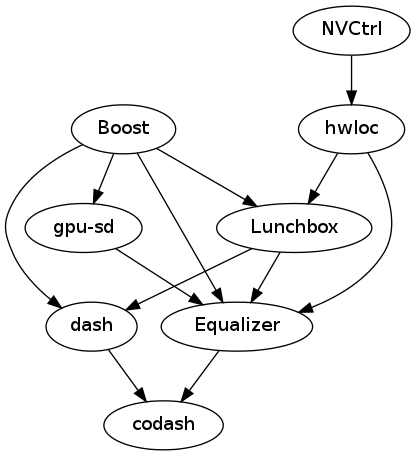 NVCtrl
Boost
hwloc
gpu-sd
Lunchbox
dash
Equalizer
codash